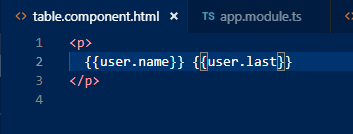 <> table.component.html TS app.module.ts <>
1 <p>
2 {{user.name}} {{user.last}}
3 </p>
4